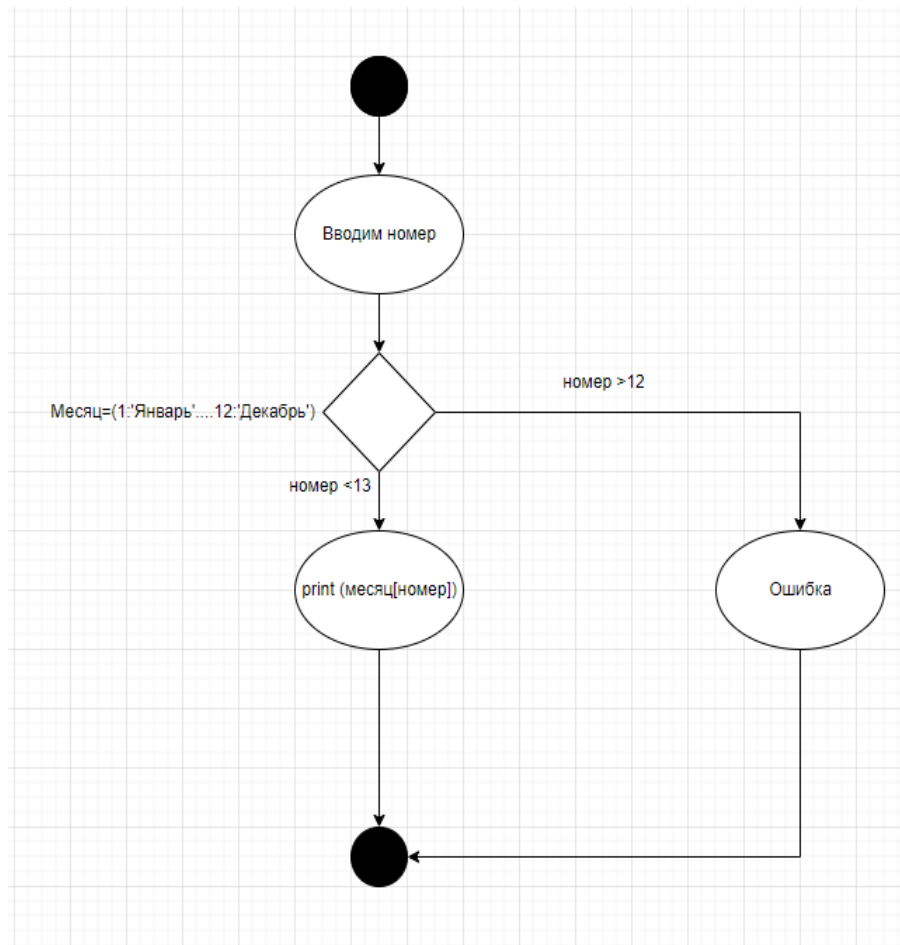 Вводим номер
номер >12
Месяц=(1:'Январь'....12:'Декабрь')
номер <13
print (месяц[номер])
Ошибка